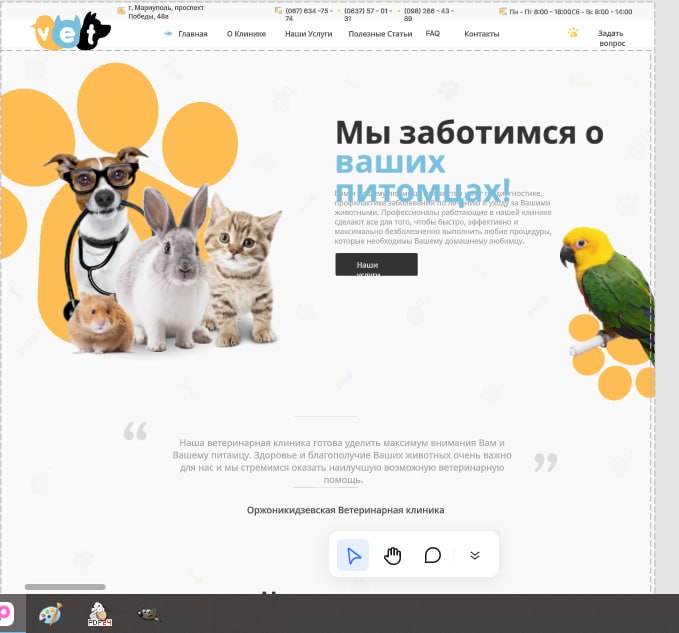 vet
г. Мариуполь, проспект
Победы, 48в
(067) 634 -75 -
74
(0637) 57 - 01 -
31
(098) 266 - 43 -
89
Пн - Пт 8:00 - 18:00Сб - Вс 8:00 - 14:00
Главная
О Клинике
Наши Услуги
Полезные Статьи
FAQ
Контакты
Задать
вопрос
Мы заботимся о
ваших
питомцах!
профилактике заболевания по лечению и уходу за Вашими
животными. Профессионалы работающие в нашей клинике
сделают все для того, чтобы быстро, эффективно и
максимально безболезненно выполнить любые процедуры,
которые необходимы Вашему домашнему любимцу.
Наши
услуги
“
Наша ветеринарная клиника готова уделить максимум внимания Вам и
Вашему питамцу. Здоровье и благополучие Ваших животных очень важно
для нас и мы стремимся оказать наилучшую возможную ветеринарную
помощь.
”
Оржоникидзевская Ветеринарная клиника
PDF24